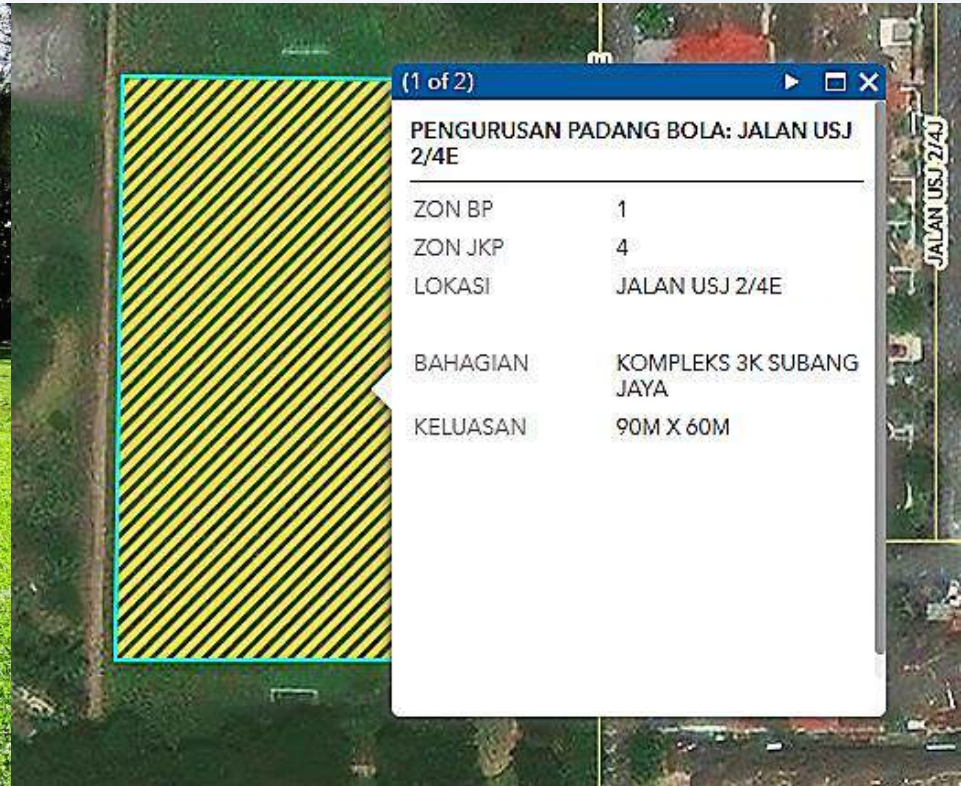 (1 of 2)
PENGURUSAN PADANG BOLA: JALAN USJ
2/4E
ZON BP 1
ZON JKP 4
LOKASI JALAN USJ 2/4E
BAHAGIAN KOMPLEKS 3K SUBANG
JAYA
KELUASAN 90M X 60M
JALAN USJ 2/4J